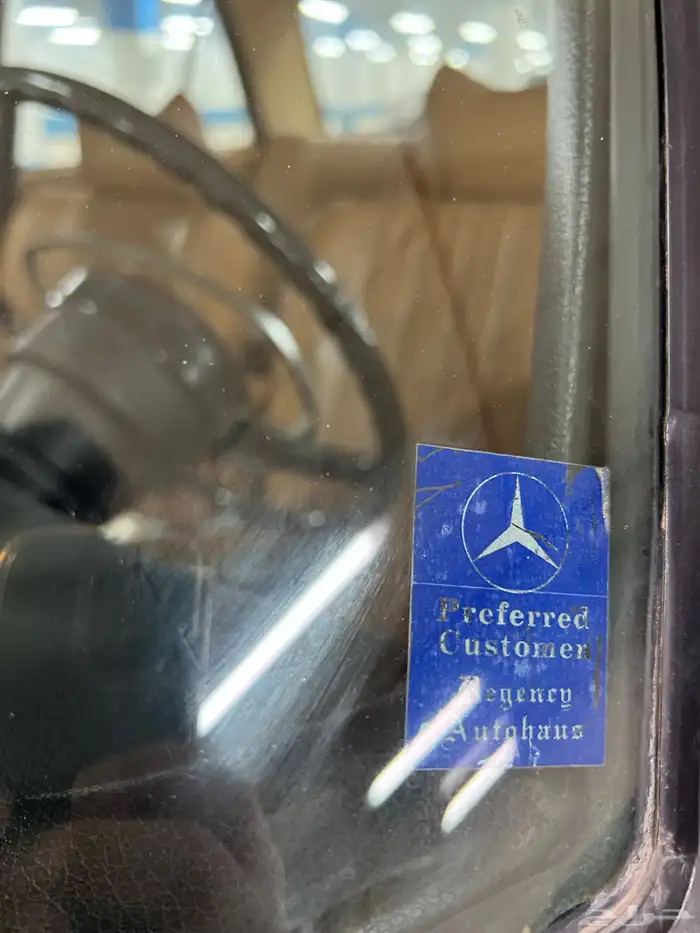 Preferred
Customer
Regency
Autohaus